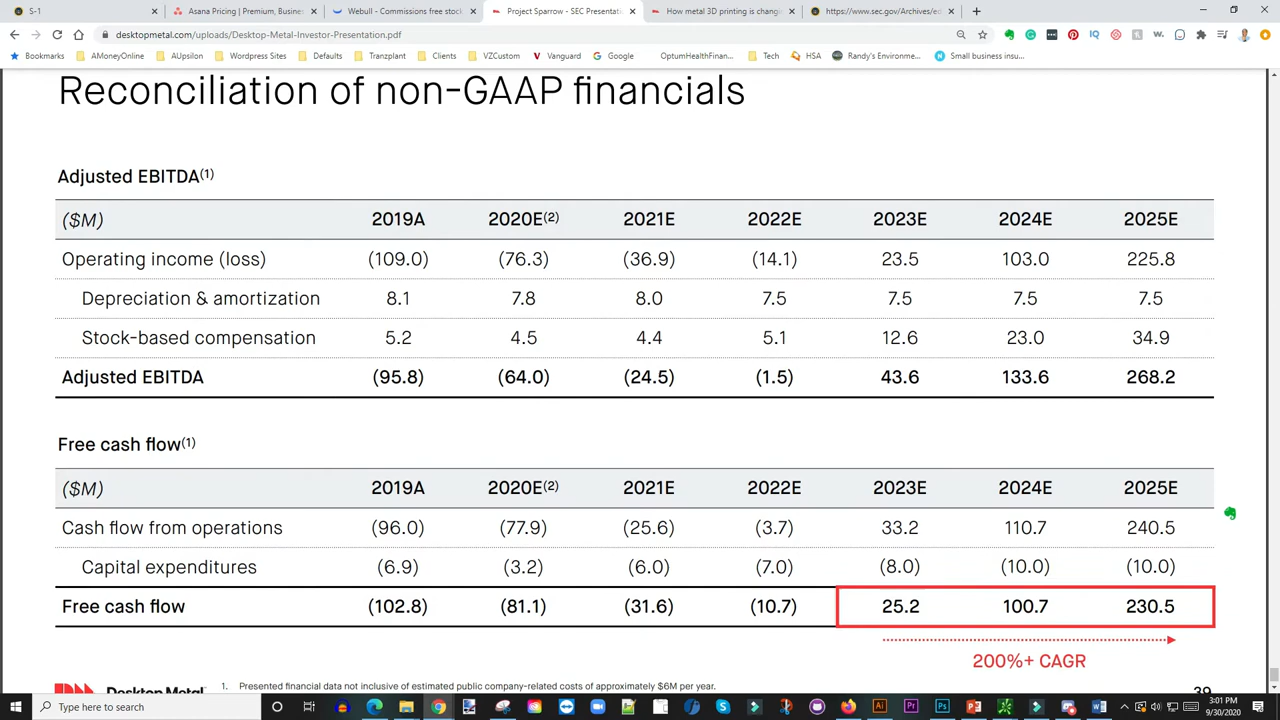 S-1
Asana Pricing | Premium, Busine
Webull - Commissions free stock
Project Sparrow - SEC Presentatio
How metal 3D printing is changin
https://www.sec.gov/Archives/ed
desktopmetal.com/uploads/Desktop-Metal-Investor-Presentation.pdf
Bookmarks AMoneyOnline AUpsilon Wordpress Sites Defaults Tranzplant Clients VZCustom Vanguard Google OptumHealthFinan... Tech HSA Randy's Environme... Small business insu...
Reconciliation of non-GAAP financials
Adjusted EBITDA(1)
($M) 2019A 2020E(2) 2021E 2022E 2023E 2024E 2025E
Operating income (loss) (109.0) (76.3) (36.9) (14.1) 23.5 103.0 225.8
Depreciation & amortization 8.1 7.8 8.0 7.5 7.5 7.5 7.5
Stock-based compensation 5.2 4.5 4.4 5.1 12.6 23.0 34.9
Adjusted EBITDA (95.8) (64.0) (24.5) (1.5) 43.6 133.6 268.2
Free cash flow(1)
($M) 2019A 2020E(2) 2021E 2022E 2023E 2024E 2025E
Cash flow from operations (96.0) (77.9) (25.6) (3.7) 33.2 110.7 240.5
Capital expenditures (6.9) (3.2) (6.0) (7.0) (8.0) (10.0) (10.0)
Free cash flow (102.8) (81.1) (31.6) (10.7) 25.2 100.7 230.5
200%+ CAGR
Desktop Metal
1. Presented financial data not inclusive of estimated public company-related costs of approximately $6M per year.
39
Type here to search
3:01 PM
9/30/2020